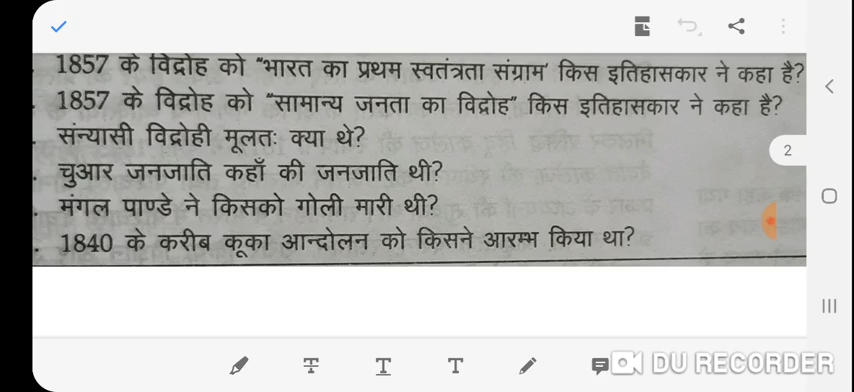 1857 के विद्रोह को "भारत का प्रथम स्वतंत्रता संग्राम' किस इतिहासकार ने कहा है?
. 1857 के विद्रोह को "सामान्य जनता का विद्रोह" किस इतिहासकार ने कहा है?
सन्यासी विद्रोही मूलतः क्या थे?
2
. चुआर जनजाति कहाँ की जनजाति थी?
. मंगल पाण्डे ने किसको गोली मारी थी?
. 1840 के करीब कूका आन्दोलन को किसने आरम्भ किया था?
T T T
DU RECORDER